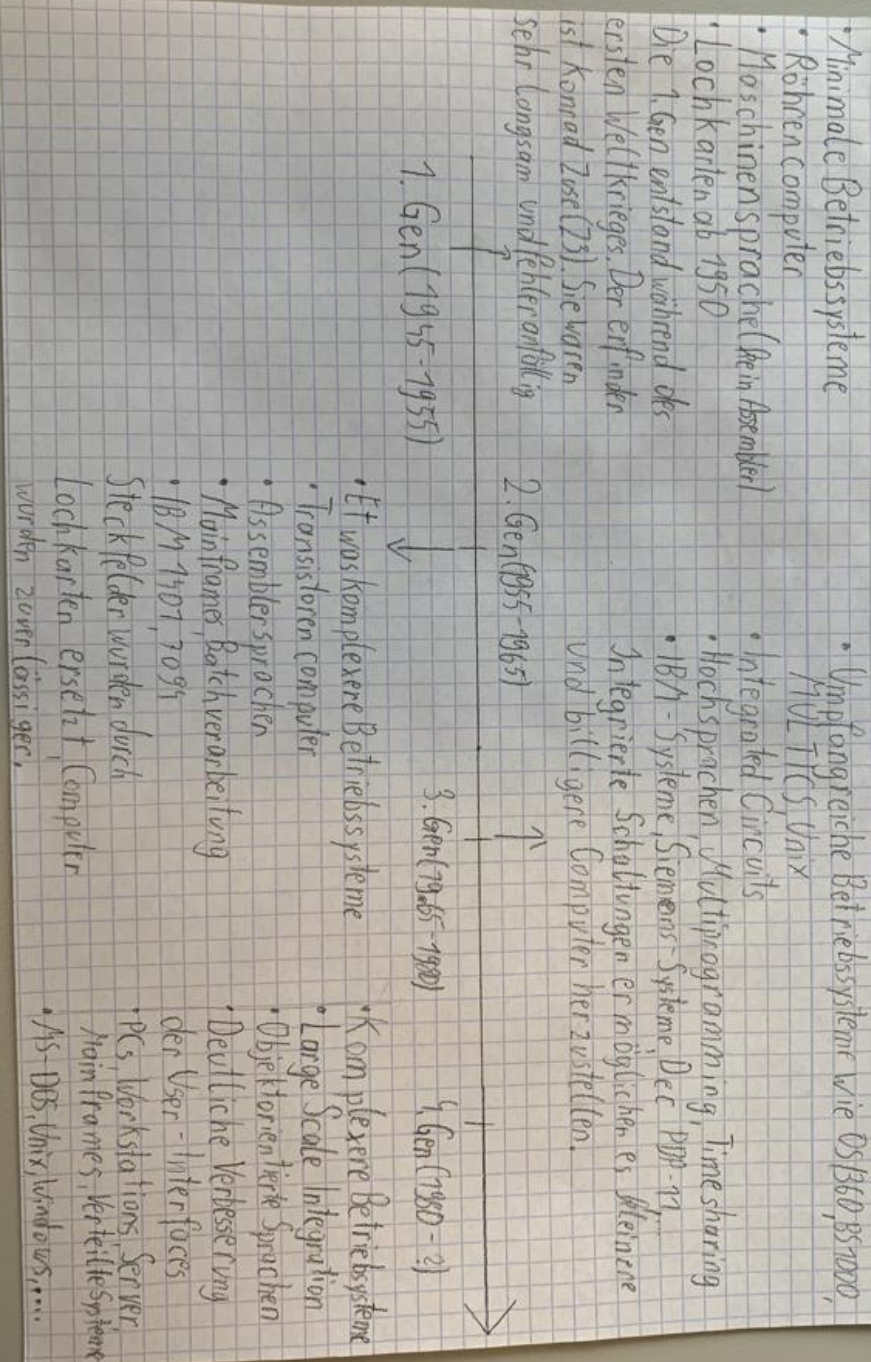 • Minimale Betriebssysteme
• Röhrencomputer
• Maschinensprache (kein Assembler)
• Lochkarten ab 1950
Die 1. Gen entstand während des
ersten Weltkrieges. Der erfinder
ist Konrad Zuse (Z3). Sie waren
sehr langsam und fehleranfällig
1. Gen (1945-1955)
2. Gen (1955-1965)
• Etwas komplexere Betriebssysteme
• Transistoren computer
• Assemblersprachen
• Mainframes, Batchverarbeitung
• IBM 1401, 7094
Steckfelder wurden durch
Lochkarten ersetzt, Computer
wurden zuverlässiger.
• Umpfangreiche Betriebssysteme wie OS/360, BS1000,
MULTICS, Unix
• Integrated Circuits
• Hochsprachen, Multiprogramming, Timesharing
• IBM-Systeme, Siemens-Systeme, Dec PDP-11...
Integrierte Schaltungen ermöglichen es kleinere
und billigere Computer herzustellen.
3. Gen (1965-1980)
4. Gen (1980-?)
• Komplexere Betriebsysteme
• Large Scale Integration
• Objektorientierte Sprachen
• Deutliche Verbesserung
der User-Interfaces
• PCs, Workstations, Server
Mainframes, Verteilte Systeme
• MS-DOS, Unix, Windows,....